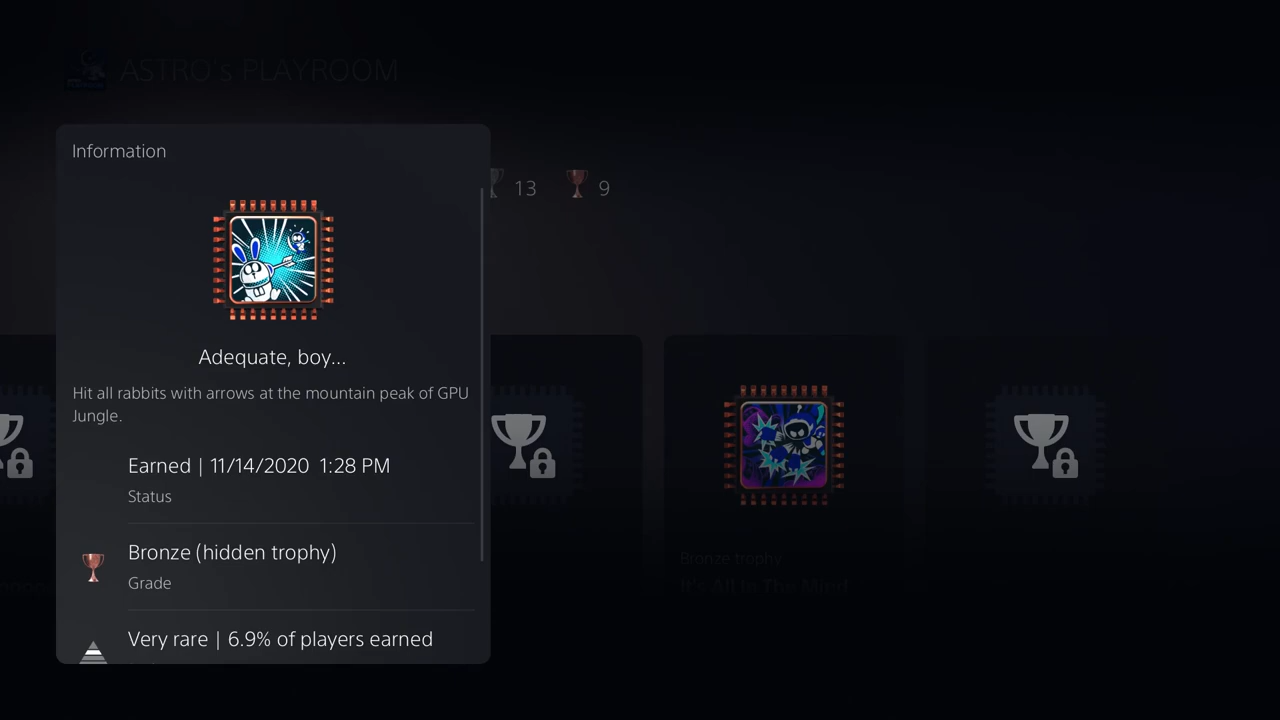 ASTRO's PLAYROOM
Information
13
9
Adequate, boy...
Hit all rabbits with arrows at the mountain peak of GPU
Jungle.
Earned | 11/14/2020 1:28 PM
Status
Bronze (hidden trophy)
Grade
Very rare | 6.9% of players earned
Bronze trophy
It's All In The Mind